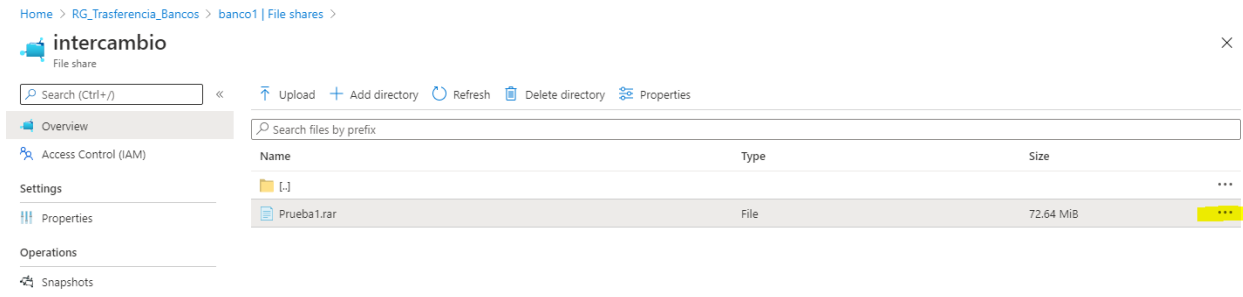 Home > RG_Trasferencia_Bancos > banco1 | File shares >
intercambio
File share
Search (Ctrl+/)
«
Upload
Add directory
Refresh
Delete directory
Properties
Overview
Search files by prefix
Access Control (IAM)
Name Type Size
Settings
[..] ...
Properties
Prueba1.rar File 72.64 MiB ...
Operations
Snapshots